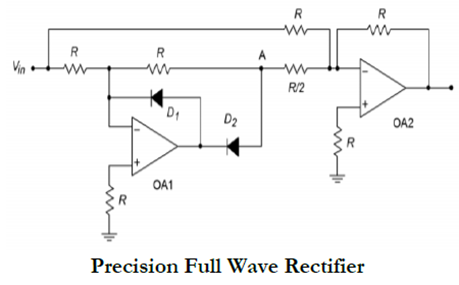 R R
R R A
Vin R/2
D1 D2
OA2
R
OA1
R
Precision Full Wave Rectifier